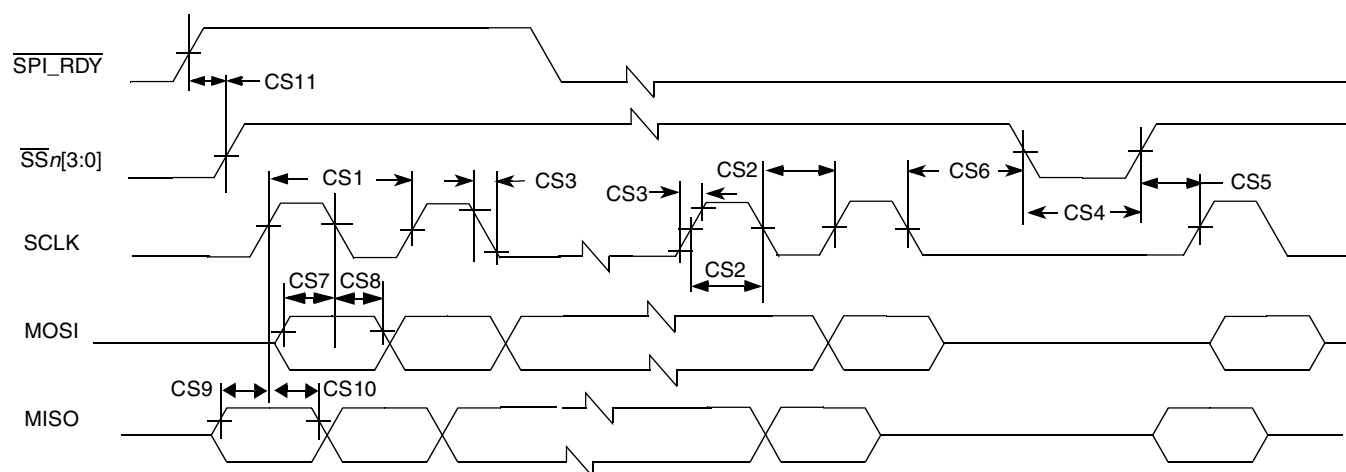 SPI_RDY
CS11
SSn[3:0]
CS1
CS3
CS3
CS2
CS6
CS5
CS4
SCLK
CS2
CS7
CS8
MOSI
CS9
CS10
MISO